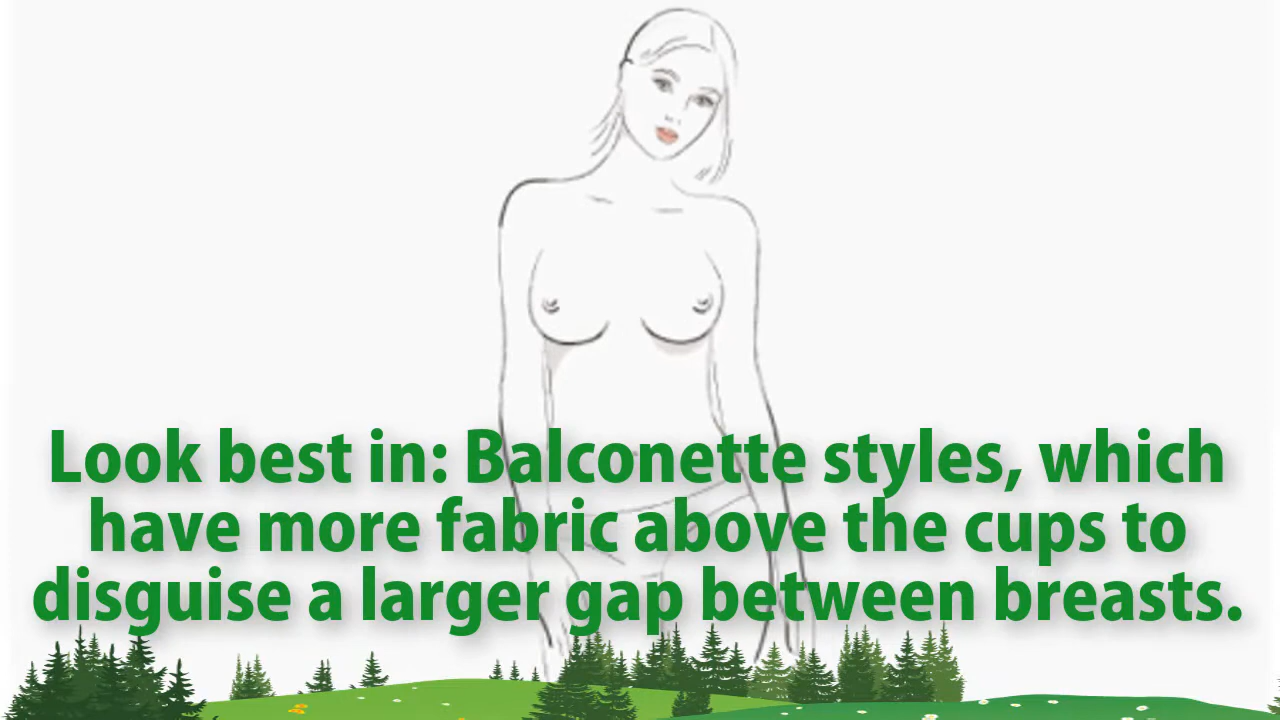 Look best in: Balconette styles, which
have more fabric above the cups to
disguise a larger gap between breasts.